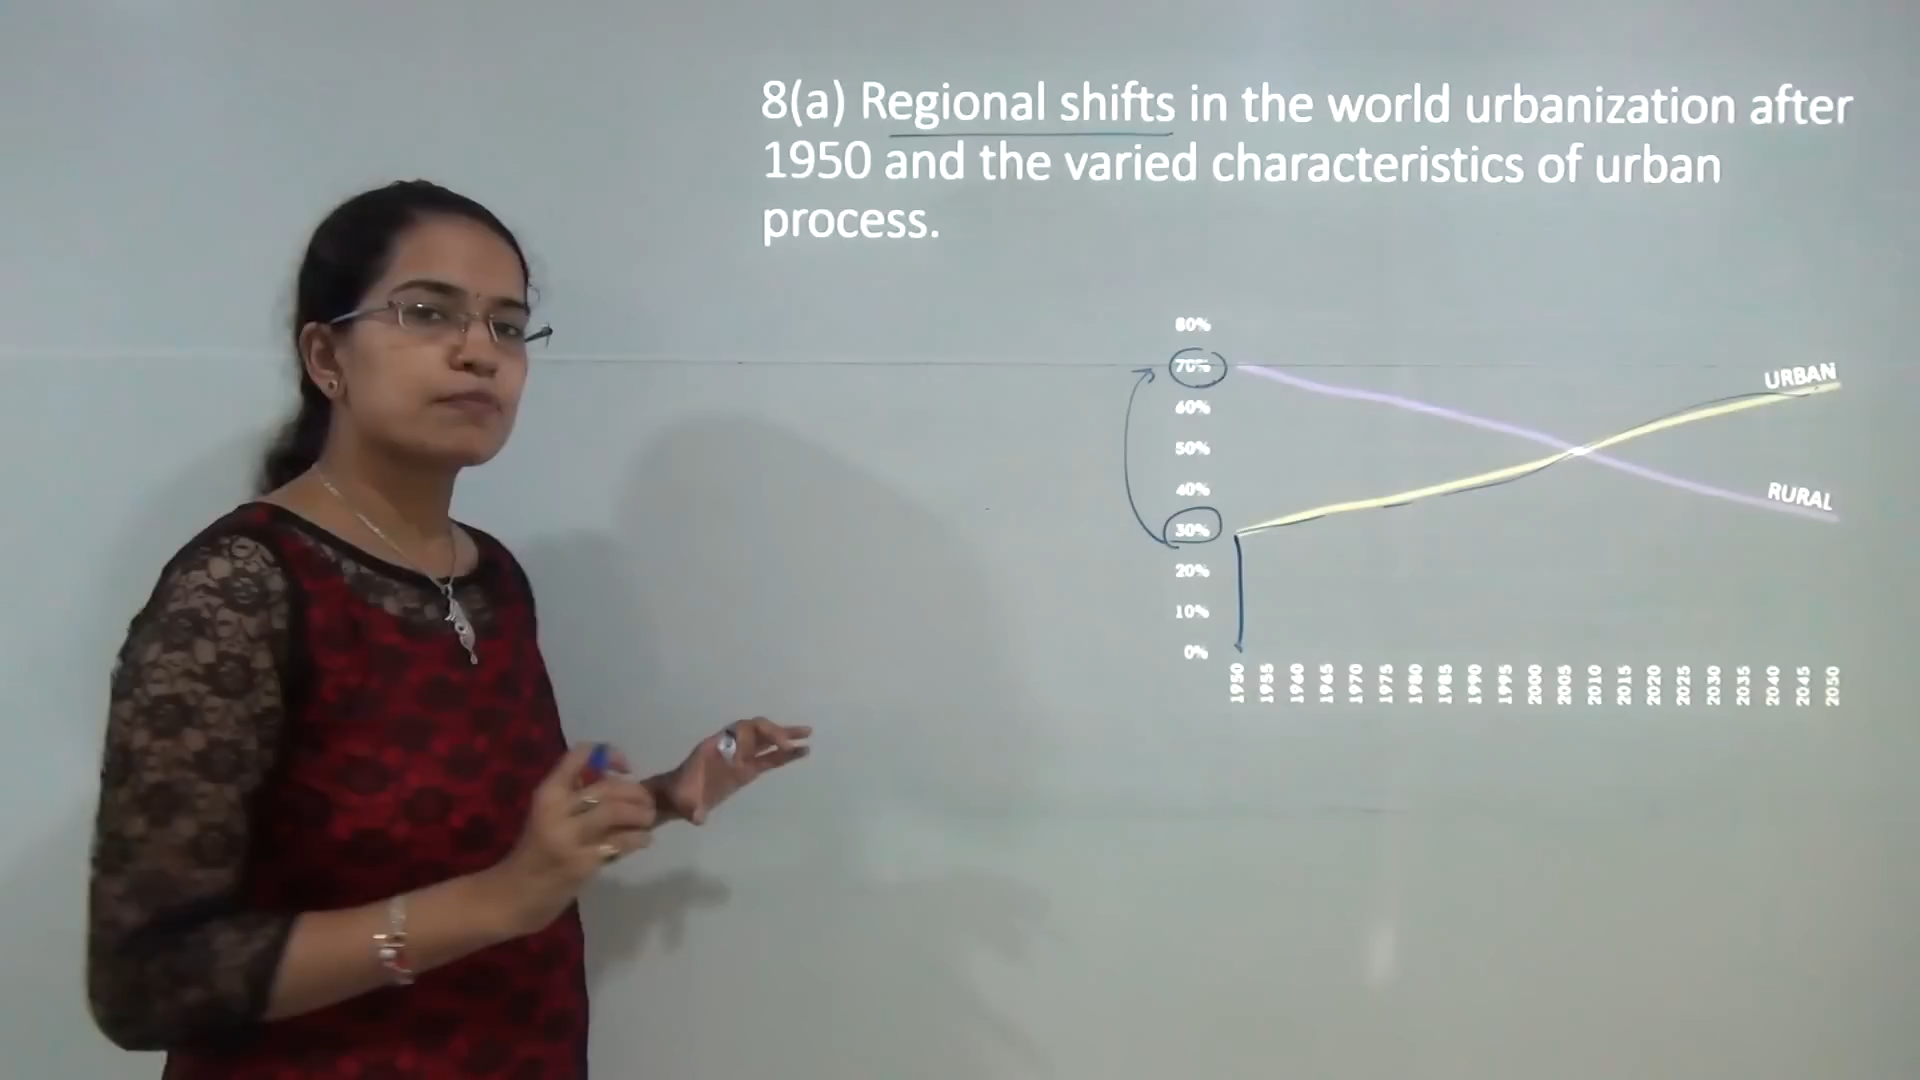 8(a) Regional shifts in the world urbanization after
1950 and the varied characteristics of urban
process.
80%
70%
60%
50%
40%
30%
20%
10%
0%
URBAN
RURAL
1950 1955 1960 1965 1970 1975 1980 1985 1990 1995 2000 2005 2010 2015 2020 2025 2030 2035 2040 2045 2050